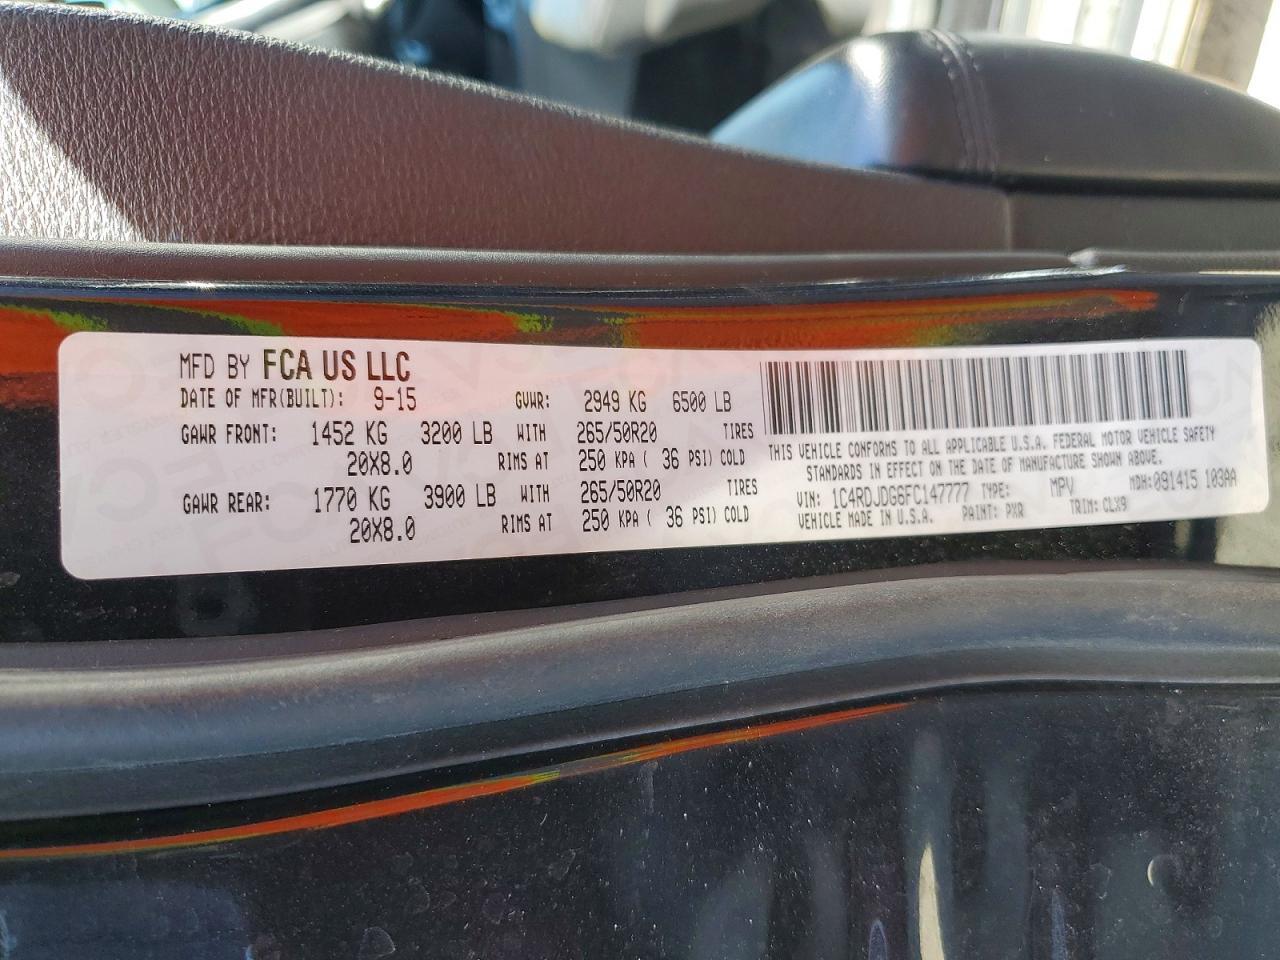 MFD BY FCA US LLC
DATE OF MFR(BUILT): 9-15 GVWR: 2949 KG 6500 LB
GAWR FRONT: 1452 KG 3200 LB WITH 265/50R20 TIRES
20X8.0 RIMS AT 250 KPA ( 36 PSI) COLD
GAWR REAR: 1770 KG 3900 LB WITH 265/50R20 TIRES
20X8.0 RIMS AT 250 KPA ( 36 PSI) COLD
THIS VEHICLE CONFORMS TO ALL APPLICABLE U.S.A. FEDERAL MOTOR VEHICLE SAFETY
STANDARDS IN EFFECT ON THE DATE OF MANUFACTURE SHOWN ABOVE.
VIN: 1C4RDJDG6FC147777 TYPE: MPV MDH:091415 103AA
VEHICLE MADE IN U.S.A. PAINT: PXR TRIM: CLX9